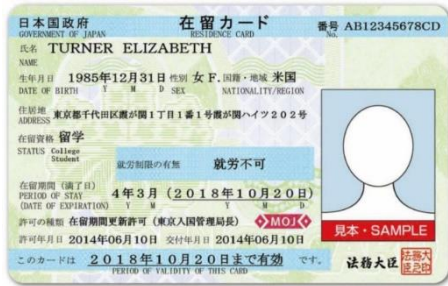 日本国政府 在留カード 番号 AB12345678CD
GOVERNMENT OF JAPAN RESIDENCE CARD No.
氏名 TURNER ELIZABETH
NAME
生年月日 1985年12月31日 性別 女 F. 国籍・地域 米国
DATE OF BIRTH Y M D SEX NATIONALITY/REGION
住居地 東京都千代田区霞が関1丁目1番1号霞が関ハイツ202号
ADDRESS
在留資格 留学
STATUS College
Student
就労制限の有無 就労不可
在留期間(満了日) 4年3月(2018年10月20日)
PERIOD OF STAY
(DATE OF EXPIRATION) Y M Y M D
許可の種類 在留期間更新許可(東京入国管理局長) MOJ
見本・SAMPLE
許可年月日 2014年06月10日 交付年月日 2014年06月10日
このカードは 2018年10月20日まで有効 です。 法務大臣
PERIOD OF VALIDITY OF THIS CARD